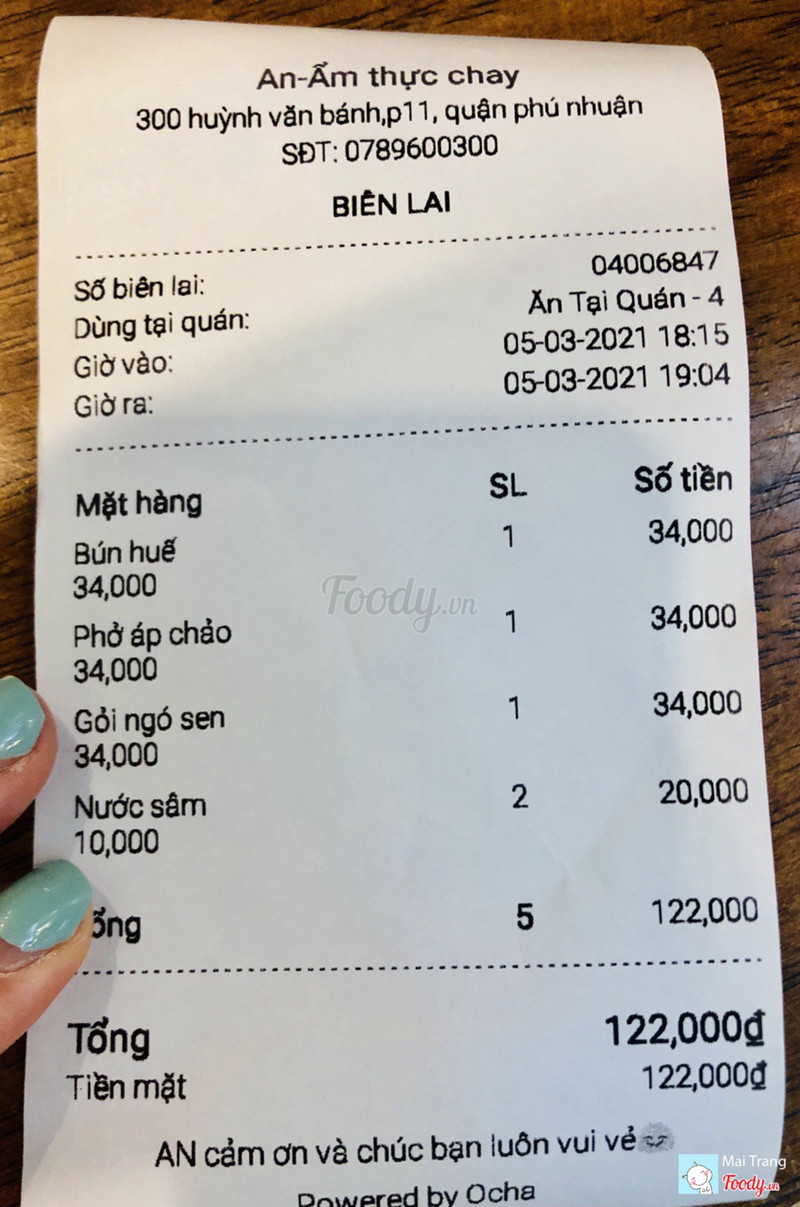 An-Ẩm thực chay
300 huỳnh văn bánh,p11, quận phú nhuận
SĐT: 0789600300
BIÊN LAI
Số biên lai: 04006847
Dùng tại quán: Ăn Tại Quán - 4
Giờ vào: 05-03-2021 18:15
Giờ ra: 05-03-2021 19:04
Mặt hàng SL Số tiền
Bún huế 1 34,000
34,000
Phở áp chảo 1 34,000
34,000
Gỏi ngó sen 1 34,000
34,000
Nước sâm 2 20,000
10,000
ổng 5 122,000
Tổng 122,000₫
Tiền mặt 122,000₫
AN cảm ơn và chúc bạn luôn vui vẻ
Powered by Ocha
Foody.vn
Mai Trang
Foody.vn